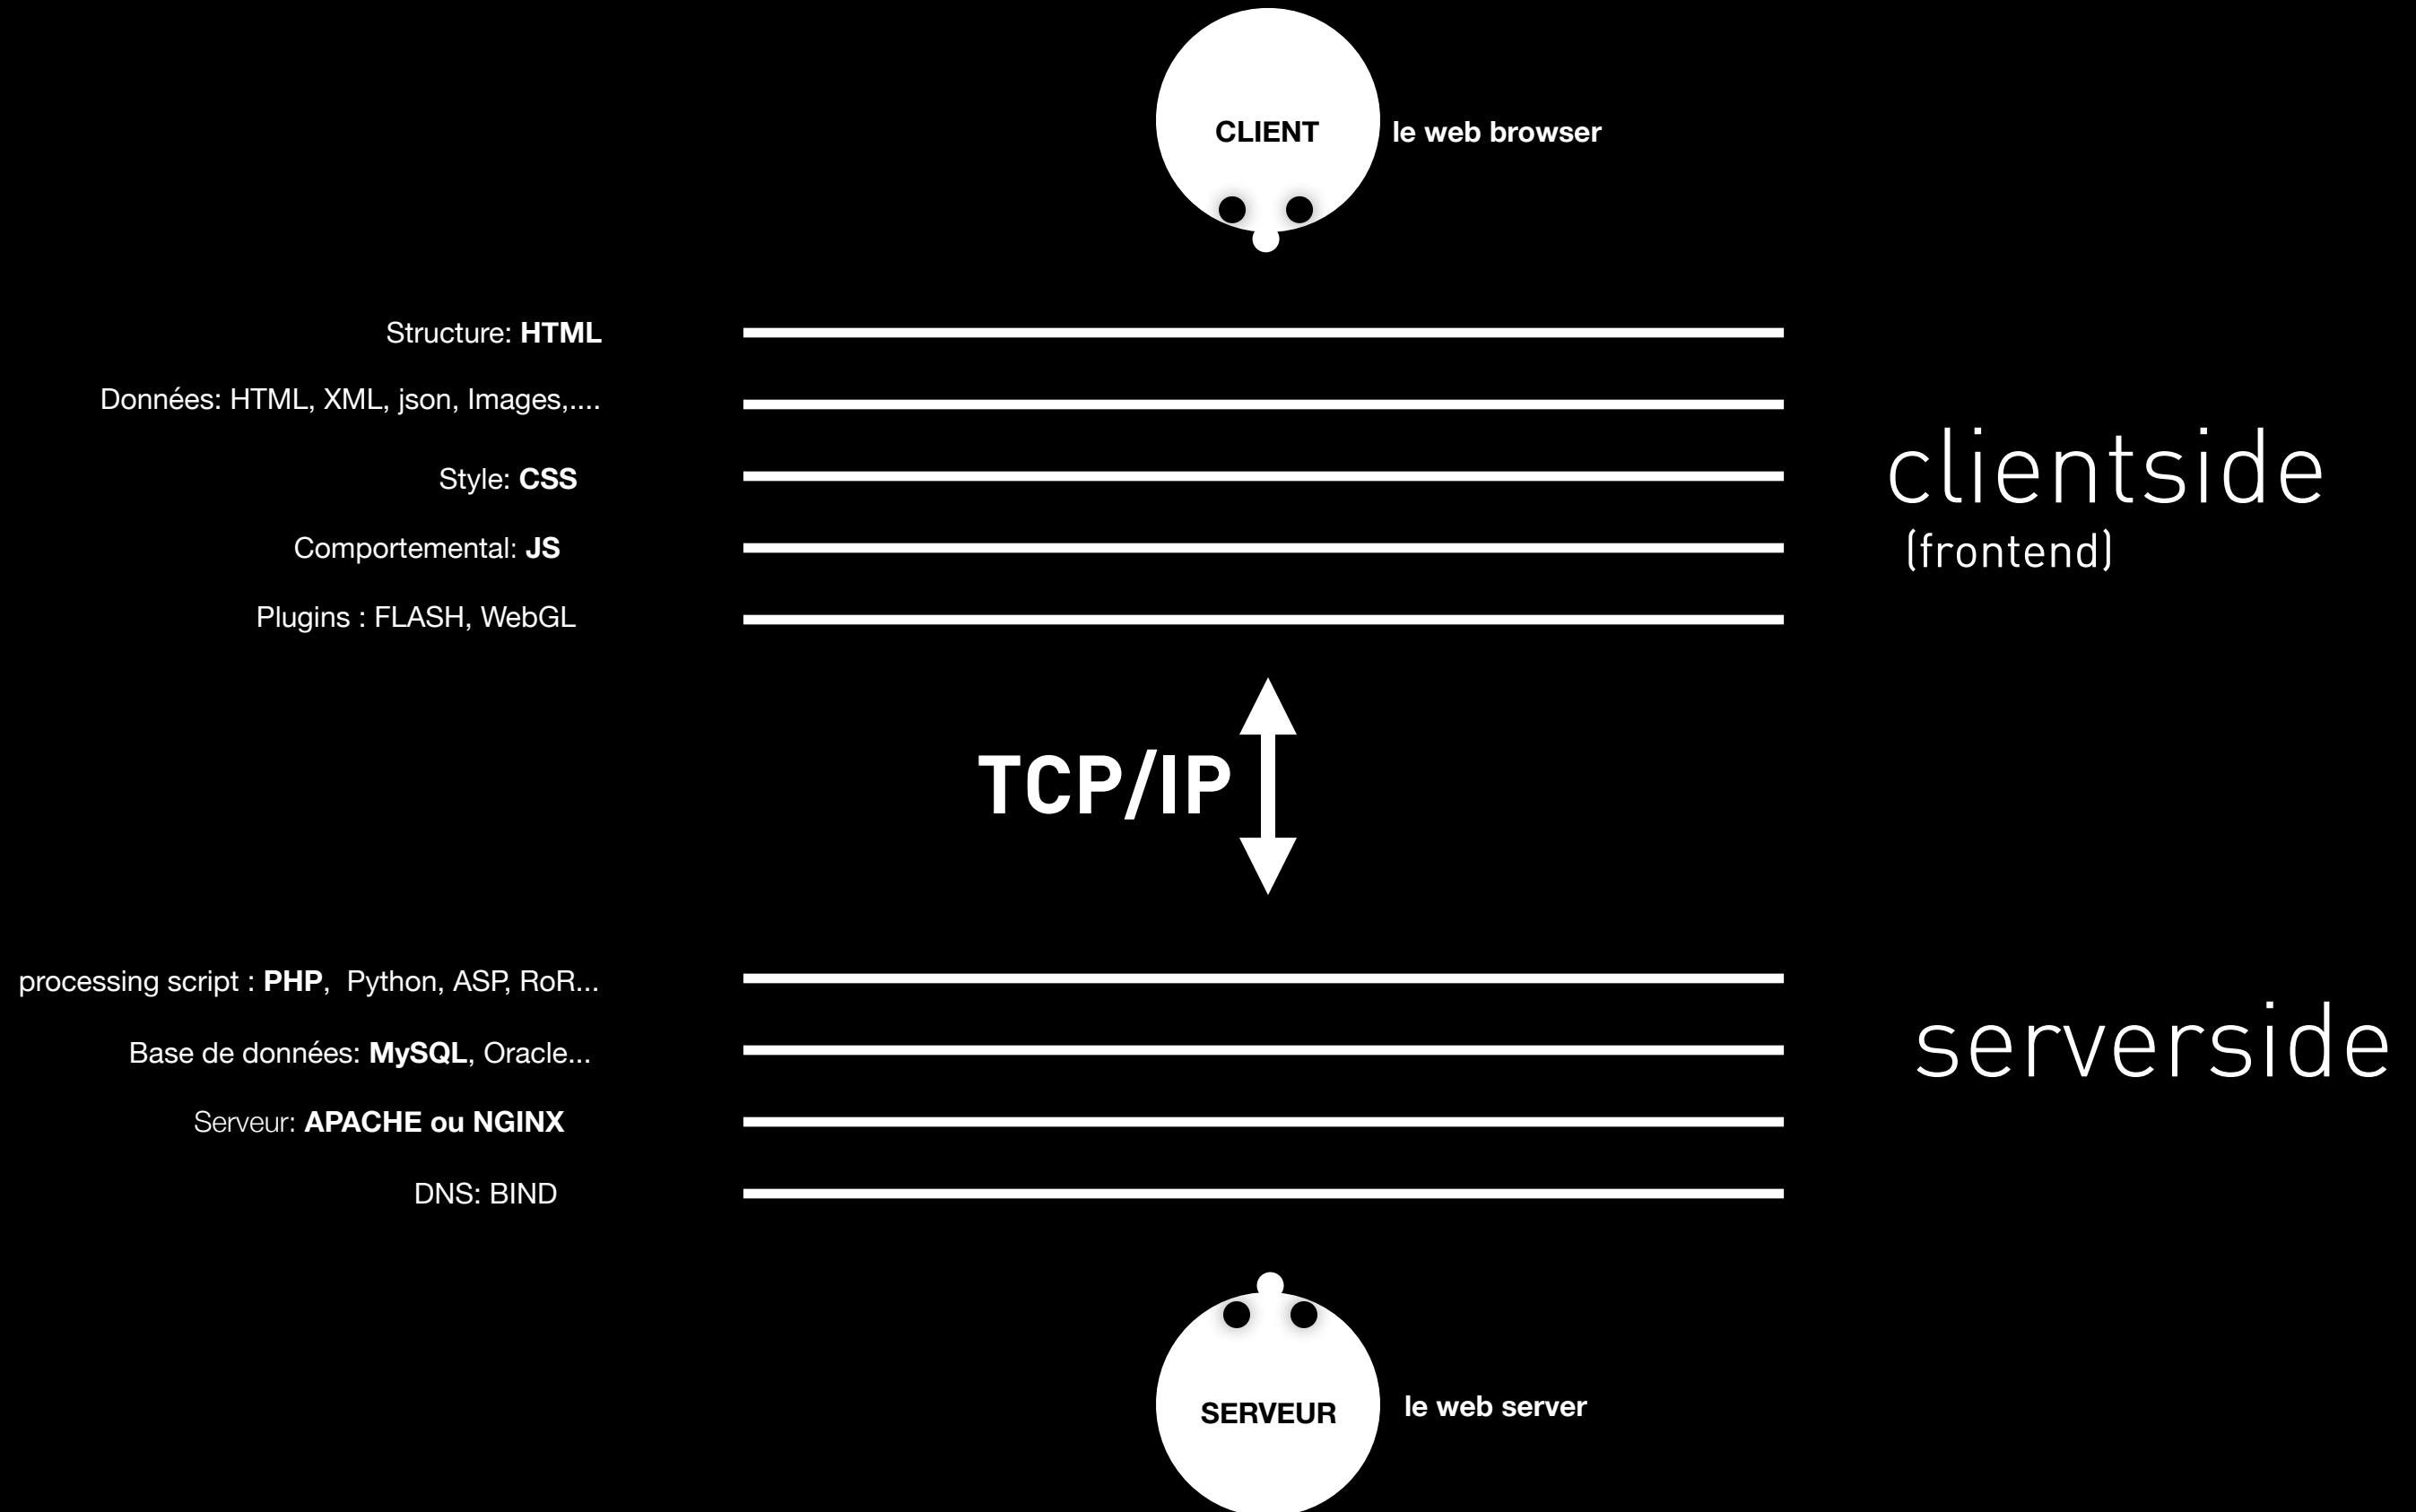 CLIENT
le web browser
Structure: HTML
Données: HTML, XML, json, Images,....
Style: CSS
Comportemental: JS
Plugins : FLASH, WebGL
clientside
(frontend)
TCP/IP
processing script : PHP, Python, ASP, RoR...
Base de données: MySQL, Oracle...
Serveur: APACHE ou NGINX
DNS: BIND
serverside
SERVEUR
le web server